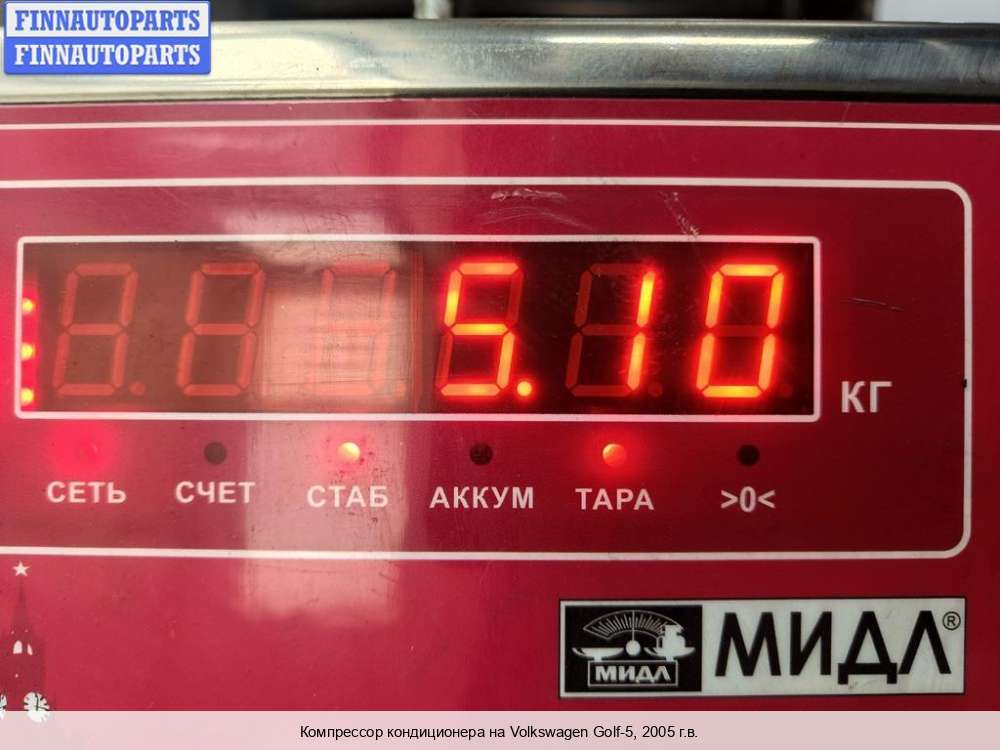 FINNAUTOPARTS
FINNAUTOPARTS
5.10
КГ
СЕТЬ СЧЕТ СТАБ АККУМ ТАРА >0<
МИДЛ МИДЛ®
Компрессор кондиционера на Volkswagen Golf-5, 2005 г.в.